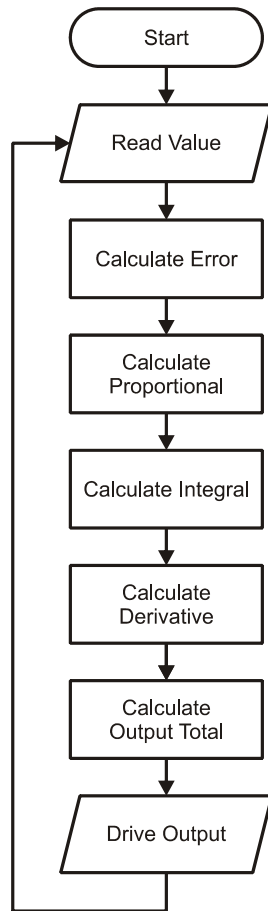 Start
Read Value
Calculate Error
Calculate
Proportional
Calculate Integral
Calculate
Derivative
Calculate
Output Total
Drive Output